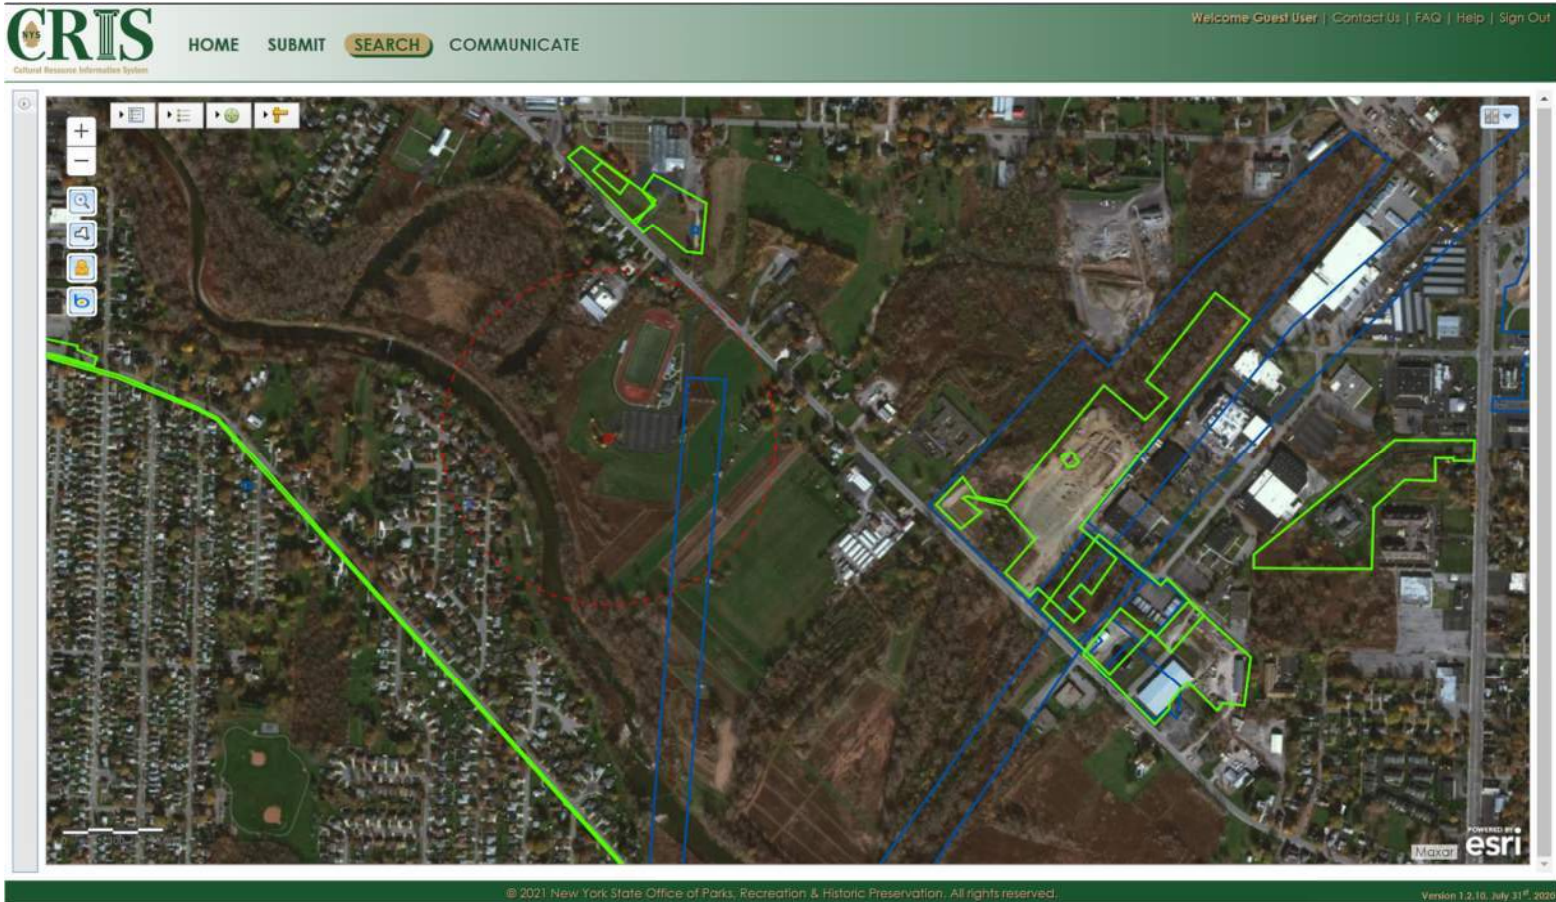 Welcome Guest User | Contact Us | FAQ | Help | Sign Out
NYS
CRIS
Cultural Resource Information System
HOME SUBMIT SEARCH COMMUNICATE
+
−
POWERED BY
esri
Maxar
© 2021 New York State Office of Parks, Recreation & Historic Preservation. All rights reserved.
Version 1.2.10, July 31st, 2020